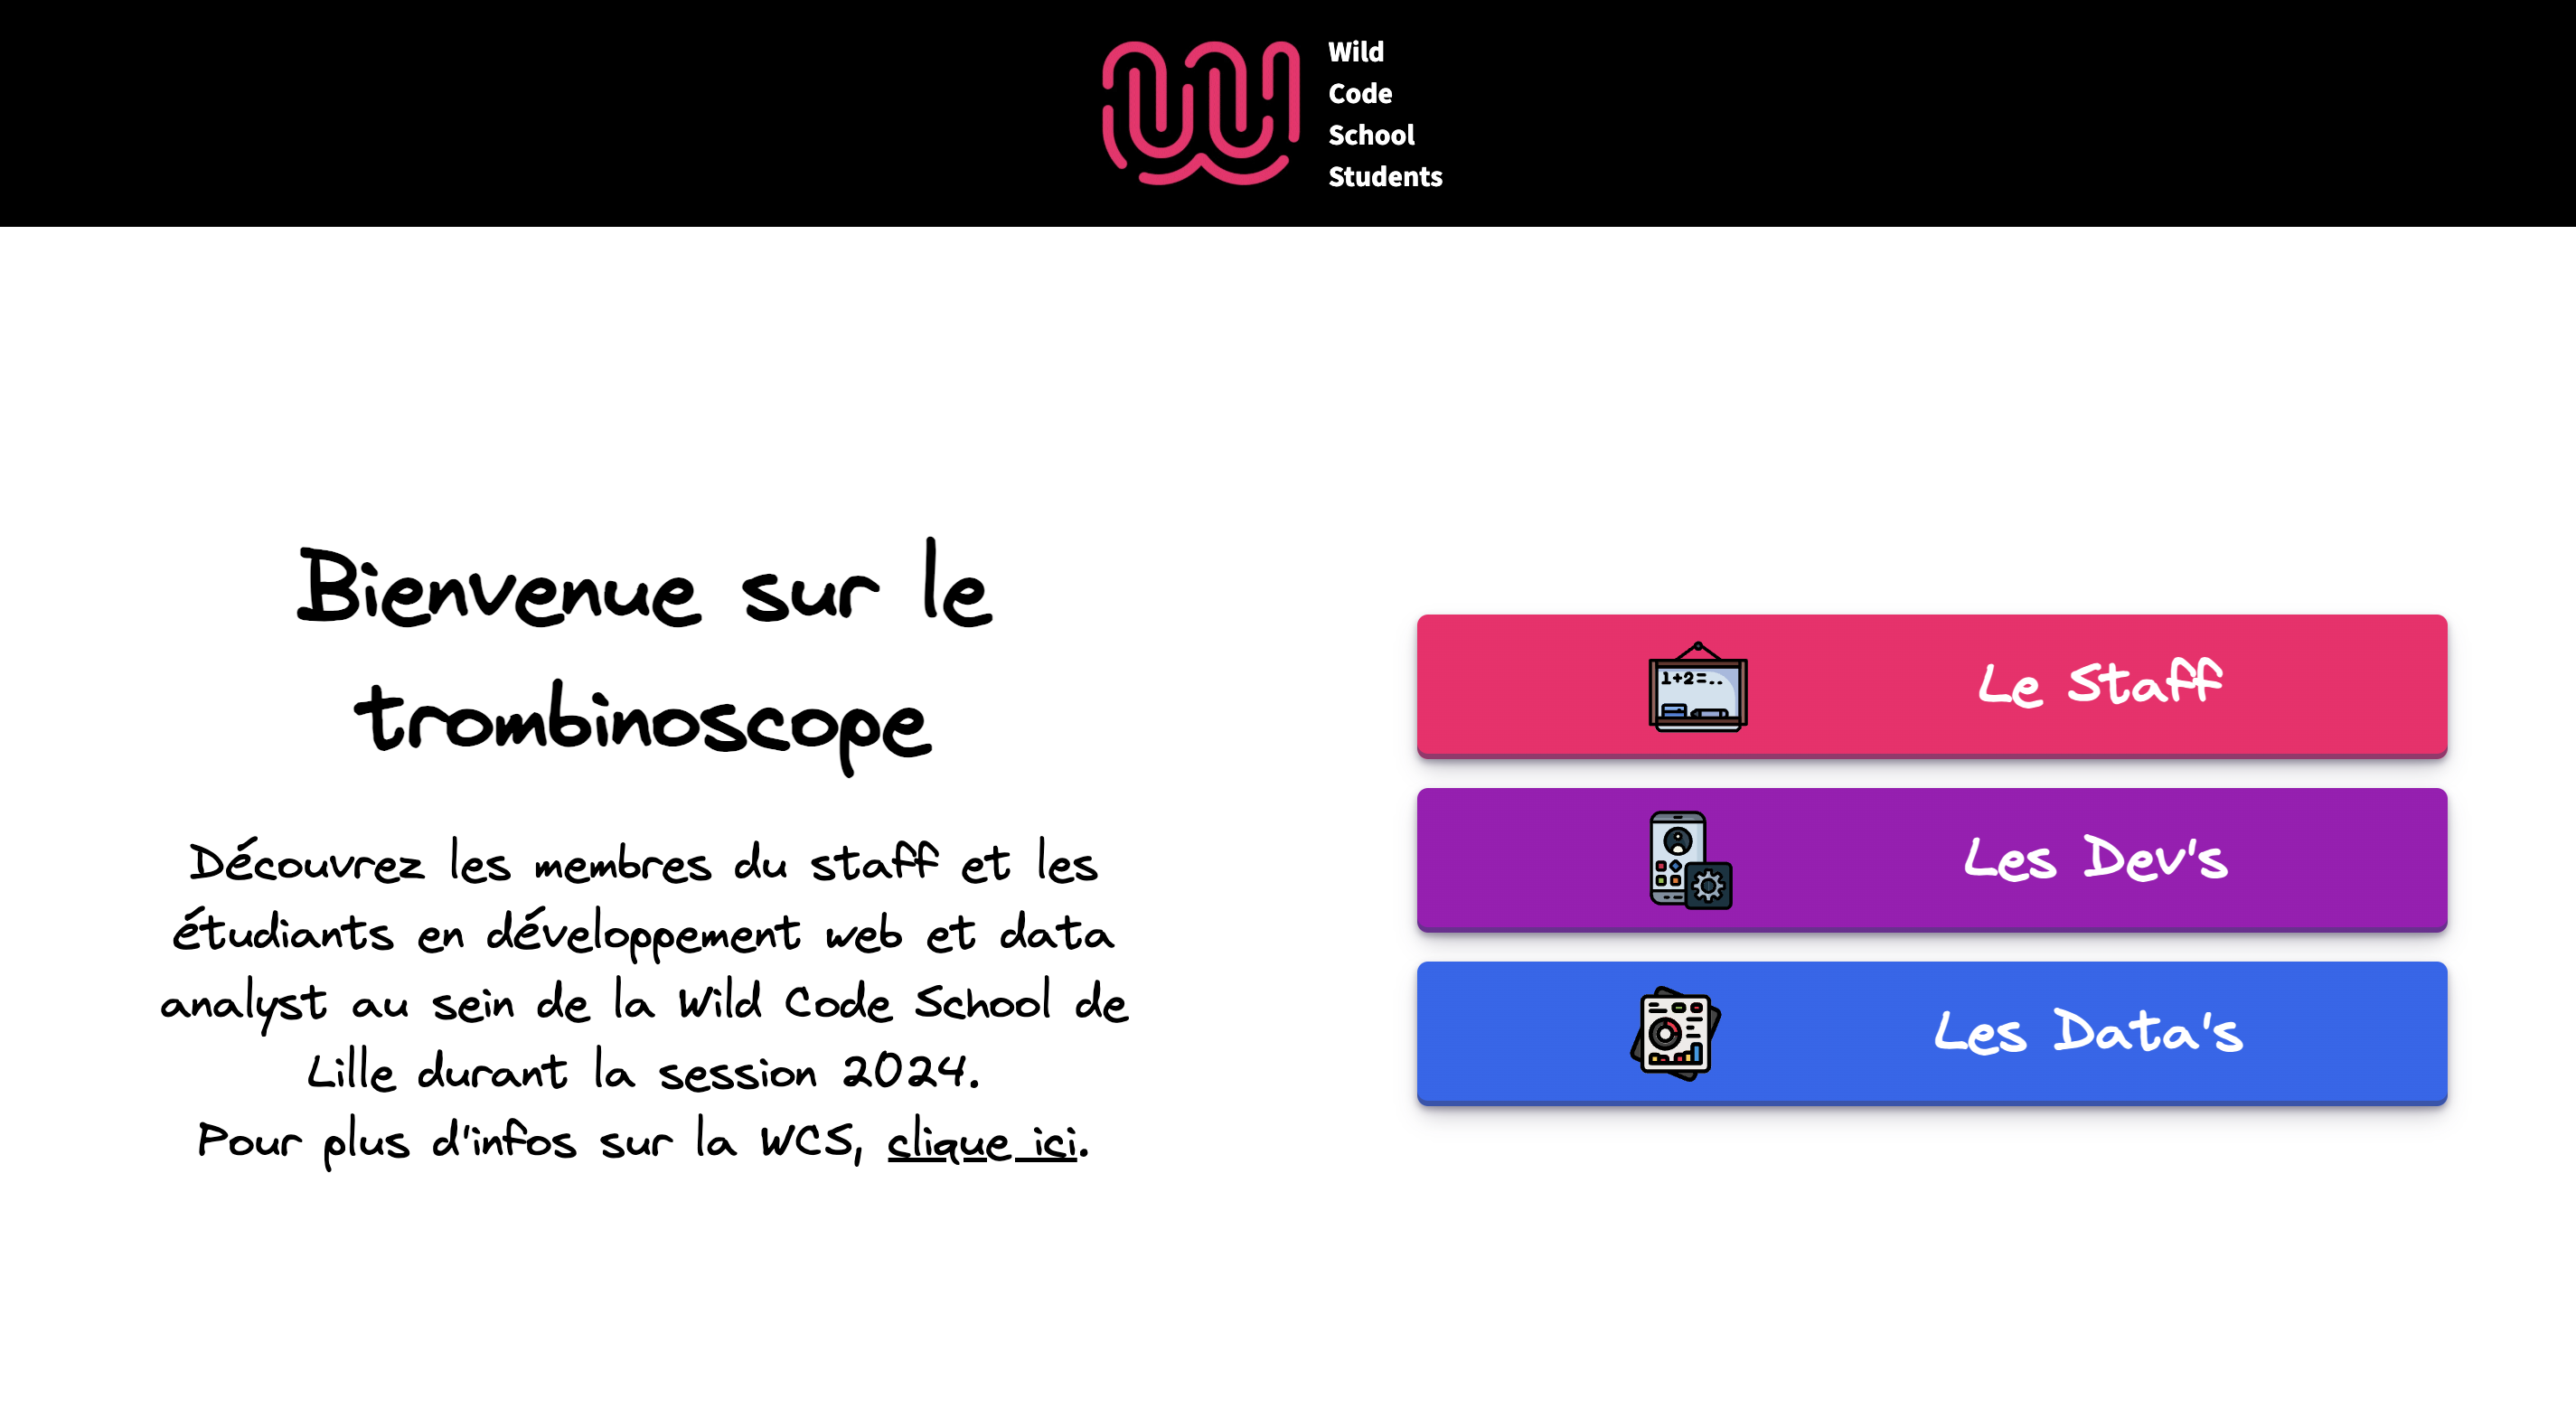 Wild
Code
School
Students
Bienvenue sur le
trombinoscope
Découvrez les membres du staff et les
étudiants en développement web et data
analyst au sein de la Wild Code School de
Lille durant la session 2024.
Pour plus d'infos sur la WCS, clique ici.
1+2=..
Le Staff
Les Dev's
Les Data's